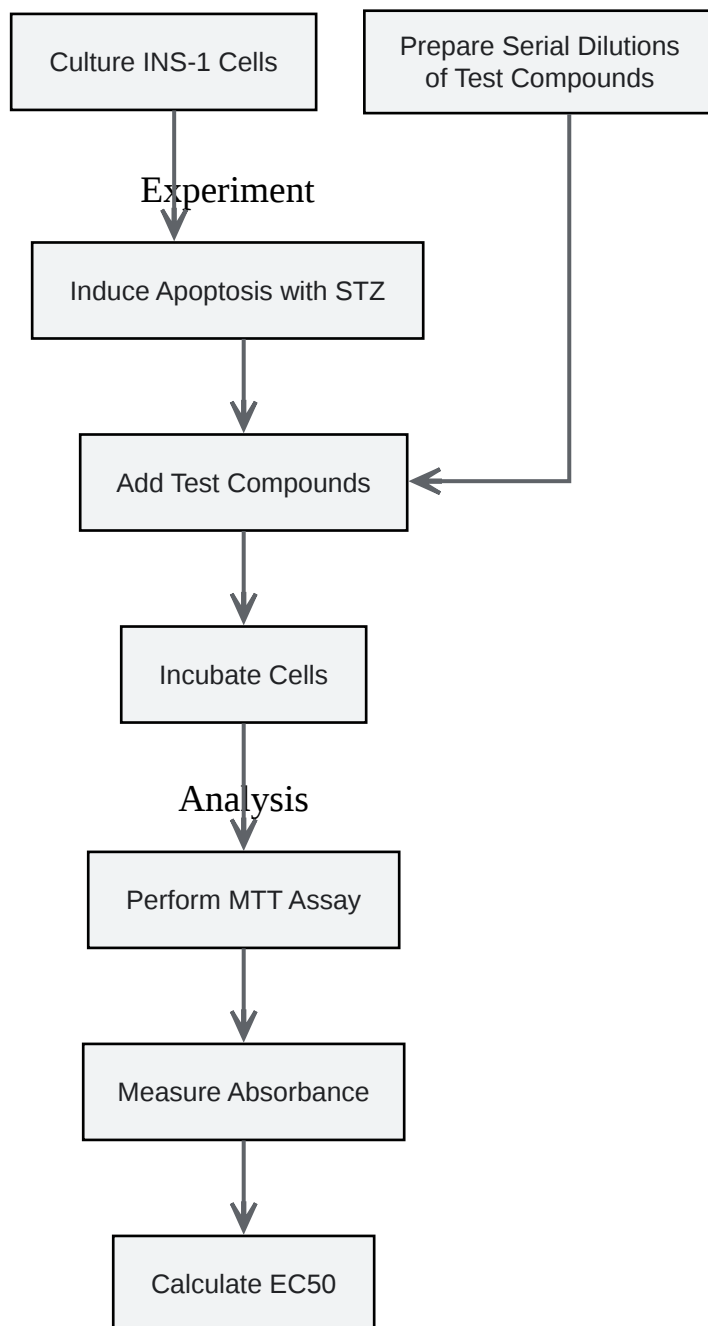 Culture INS-1 Cells
Prepare Serial Dilutions
of Test Compounds
Experiment
Induce Apoptosis with STZ
Add Test Compounds
Incubate Cells
Analysis
Perform MTT Assay
Measure Absorbance
Calculate EC50